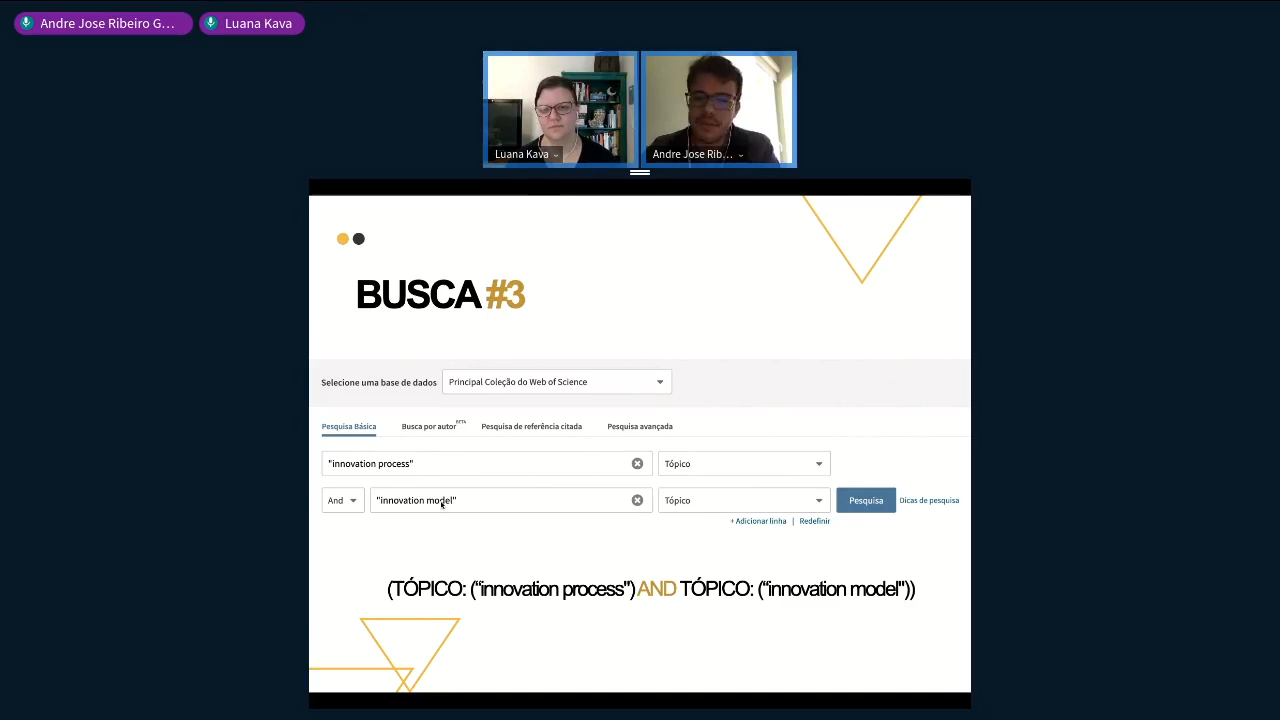 Andre Jose Ribeiro G...
Luana Kava
Luana Kava
Andre Jose Rib...
BUSCA #3
Selecione uma base de dados
Principal Coleção do Web of Science
Pesquisa Básica
Busca por autor BETA
Pesquisa de referência citada
Pesquisa avançada
"innovation process"
Tópico
And
"innovation model"
Tópico
Pesquisa
Dicas de pesquisa
+ Adicionar linha | Redefinir
(TÓPICO: (“innovation process") AND TÓPICO: (“innovation model"))